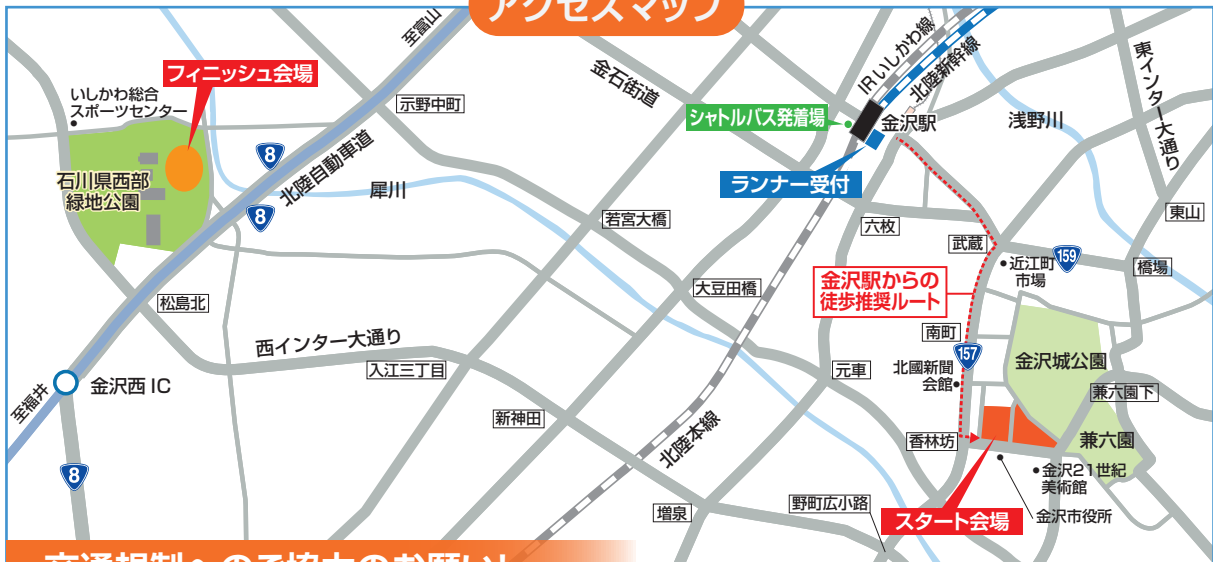 アクセスマップ
至富山
IRいしかわ線
北陸新幹線
東インター大通り
フィニッシュ会場
金石街道
いしかわ総合
スポーツセンター
示野中町
シャトルバス発着場
金沢駅
浅野川
8
北陸自動車道
石川県西部
緑地公園
犀川
ランナー受付
8
若宮大橋
六枚
武蔵
東山
159
橋場
近江町
市場
金沢駅からの
徒歩推奨ルート
松島北
大豆田橋
西インター大通り
南町
157
金沢城公園
入江三丁目
元車
北國新聞
会館
兼六園下
金沢西 IC
至福井
新神田
北陸本線
香林坊
兼六園
8
金沢21世紀
美術館
増泉
野町広小路
スタート会場
金沢市役所